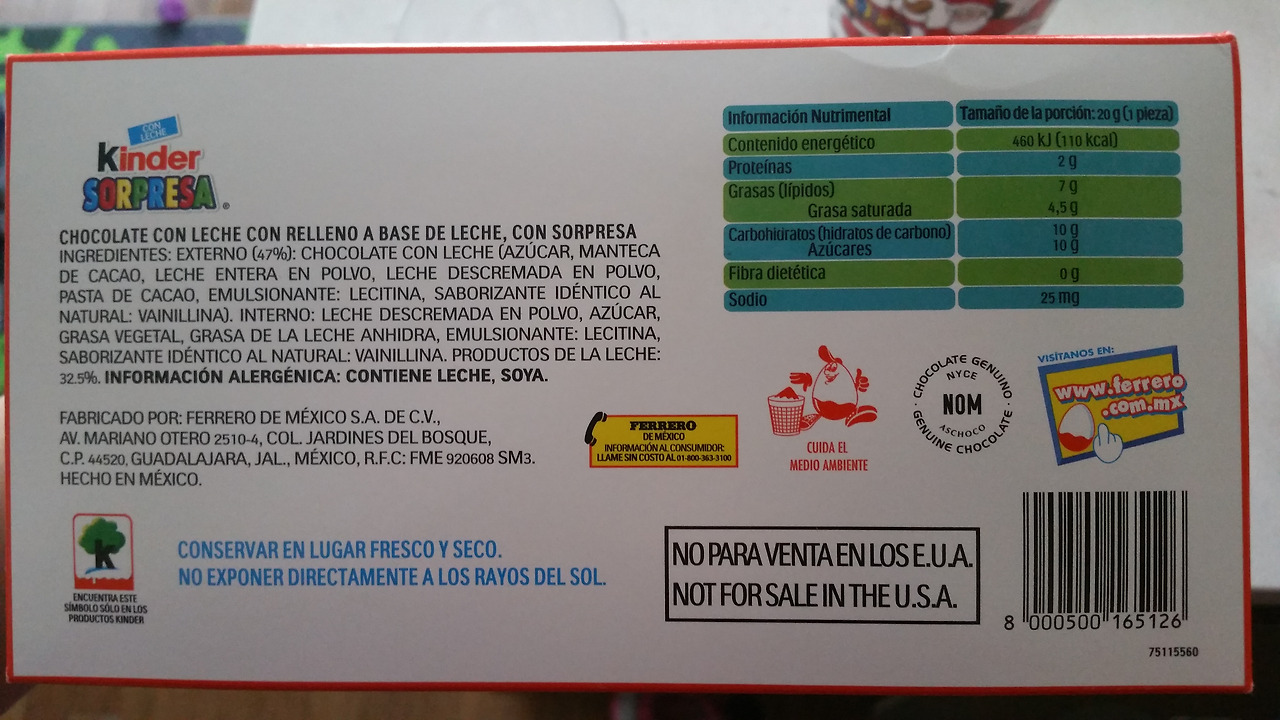 CON LECHE
Kinder
SORPRESA®
CHOCOLATE CON LECHE CON RELLENO A BASE DE LECHE, CON SORPRESA
INGREDIENTES: EXTERNO (47%): CHOCOLATE CON LECHE (AZÚCAR, MANTECA
DE CACAO, LECHE ENTERA EN POLVO, LECHE DESCREMADA EN POLVO,
PASTA DE CACAO, EMULSIONANTE: LECITINA, SABORIZANTE IDÉNTICO AL
NATURAL: VAINILLINA). INTERNO: LECHE DESCREMADA EN POLVO, AZÚCAR,
GRASA VEGETAL, GRASA DE LA LECHE ANHIDRA, EMULSIONANTE: LECITINA,
SABORIZANTE IDÉNTICO AL NATURAL: VAINILLINA. PRODUCTOS DE LA LECHE:
32.5%. INFORMACIÓN ALERGÉNICA: CONTIENE LECHE, SOYA.
FABRICADO POR: FERRERO DE MÉXICO S.A. DE C.V.,
AV. MARIANO OTERO 2510-4, COL. JARDINES DEL BOSQUE,
C.P. 44520, GUADALAJARA, JAL., MÉXICO, R.F.C: FME 920608 SM3.
HECHO EN MÉXICO.
k
ENCUENTRA ESTE
SÍMBOLO SÓLO EN LOS
PRODUCTOS KINDER
CONSERVAR EN LUGAR FRESCO Y SECO.
NO EXPONER DIRECTAMENTE A LOS RAYOS DEL SOL.
Información Nutrimental Tamaño de la porción: 20 g (1 pieza)
Contenido energético 460 kJ (110 kcal)
Proteínas 2 g
Grasas (lípidos) 7 g
Grasa saturada 4,5 g
Carbohidratos (hidratos de carbono) 10 g
Azúcares 10 g
Fibra dietética 0 g
Sodio 25 mg
FERRERO
DE MÉXICO
INFORMACIÓN AL CONSUMIDOR:
LLAME SIN COSTO AL 01-800-363-3100
CUIDA EL
MEDIO AMBIENTE
CHOCOLATE GENUINO
NYCE
NOM
ASCHOCO
GENUINE CHOCOLATE
VISÍTANOS EN:
www.ferrero
.com.mx
NO PARA VENTA EN LOS E.U.A.
NOT FOR SALE IN THE U.S.A.
8 000500 165126
75115560